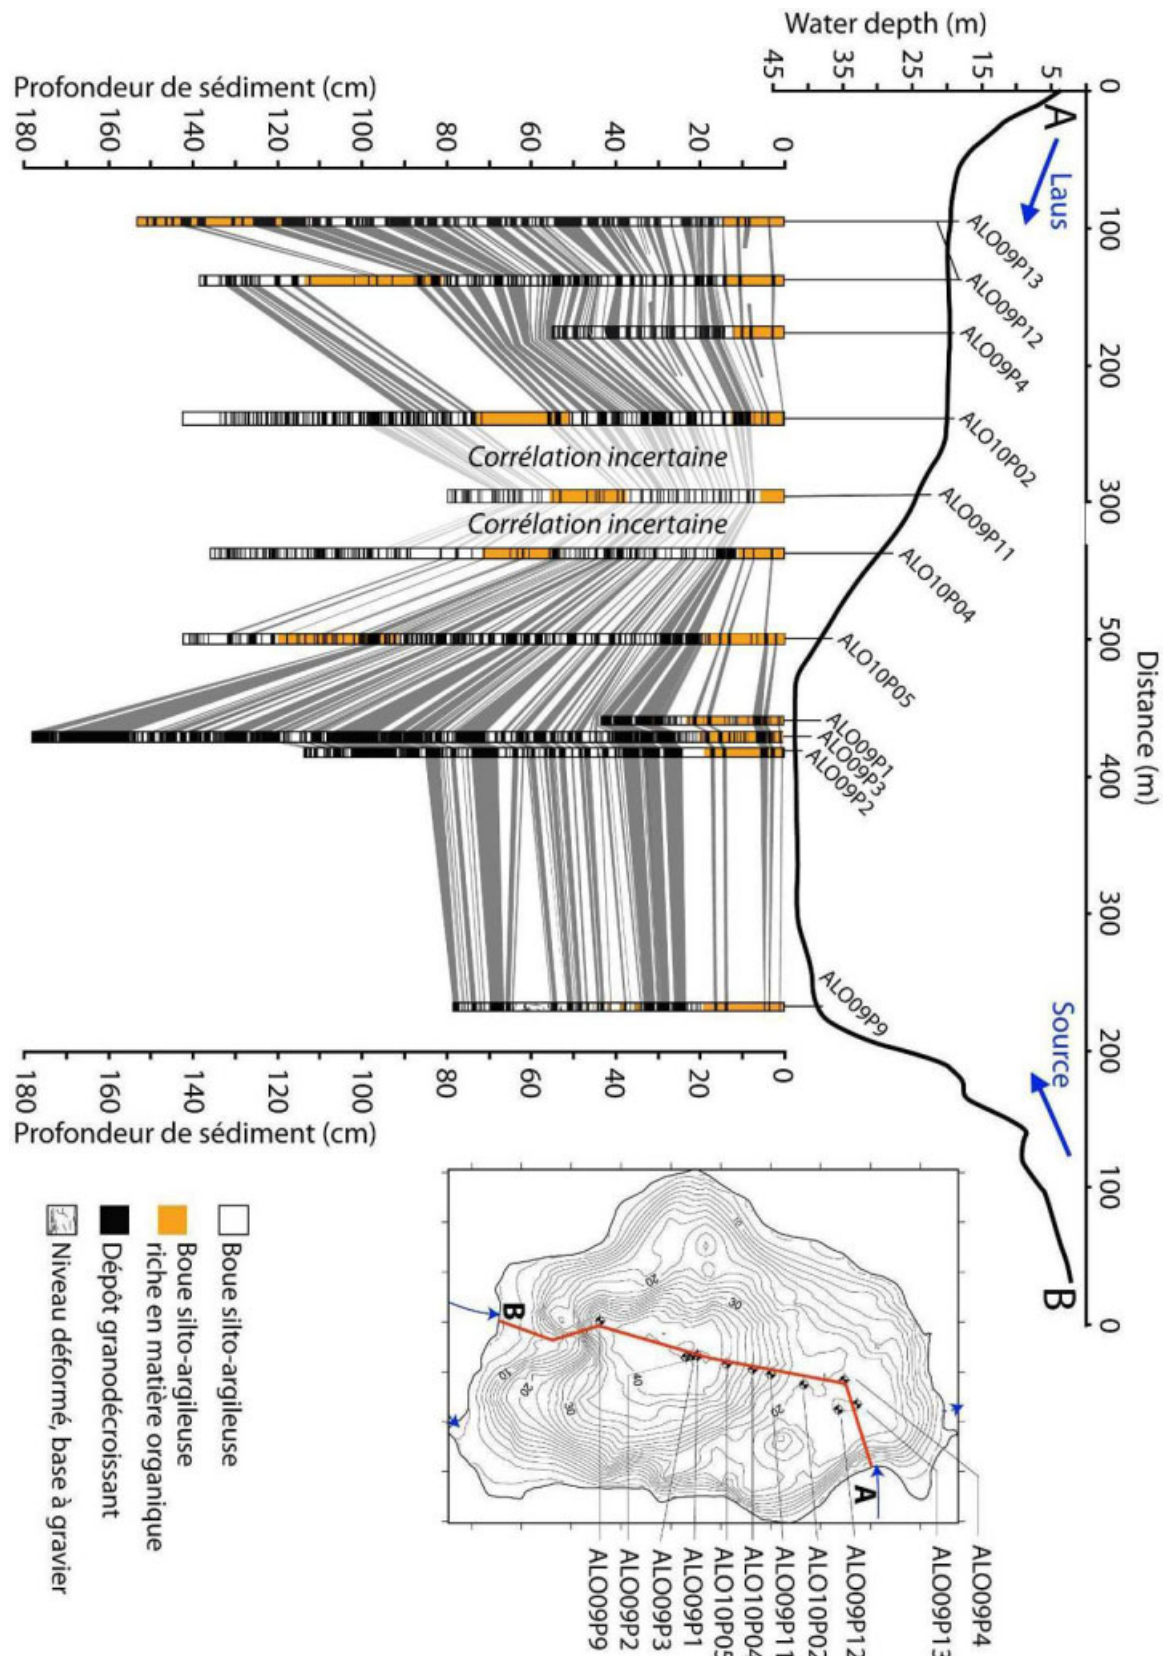 Distance (m)
0
100
200
300
500
400
300
200
100
0
A
B
Laus
Source
Water depth (m)
5
15
25
35
45
ALO09P13
ALO09P12
ALO09P4
ALO10P02
ALO09P11
ALO10P04
ALO10P05
ALO09P1
ALO09P3
ALO09P2
ALO09P9
Profondeur de sédiment (cm)
0
20
40
60
80
100
120
140
160
180
Corrélation incertaine
Corrélation incertaine
0
20
40
60
80
100
120
140
160
180
Profondeur de sédiment (cm)
A
B
10
20
30
40
20
10
20
30
ALO09P4
ALO09P13
ALO09P12
ALO10P02
ALO09P11
ALO10P04
ALO10P05
ALO09P1
ALO09P3
ALO09P2
ALO09P9
Boue silto-argileuse
Boue silto-argileuse
riche en matière organique
Dépôt granodécroissant
Niveau déformé, base à gravier